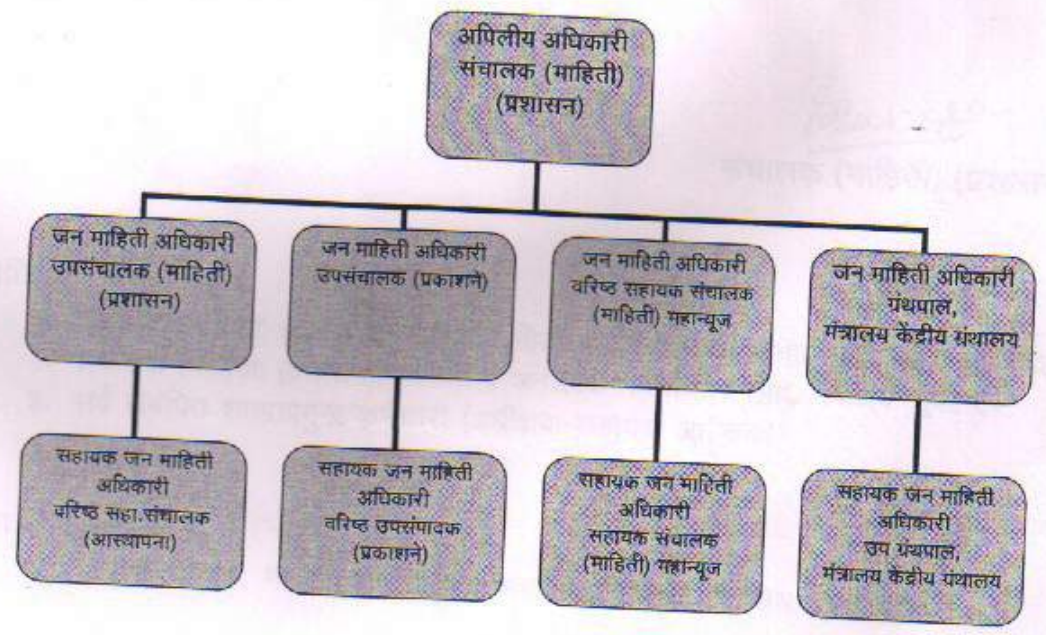 अपिलीय अधिकारी
संचालक (माहिती)
(प्रशासन)
जन माहिती अधिकारी
उपसंचालक (माहिती)
(प्रशासन)
जन माहिती अधिकारी
उपसंचालक (प्रकाशने)
जन माहिती अधिकारी
वरिष्ठ सहायक संचालक
(माहिती) महान्यूज
जन माहिती अधिकारी
ग्रंथपाल,
मंत्रालय केंद्रीय ग्रंथालय
सहायक जन माहिती
अधिकारी
वरिष्ठ सहा.संचालक
(आस्थापना)
सहायक जन माहिती
अधिकारी
वरिष्ठ उपसंपादक
(प्रकाशने)
सहायक जन माहिती
अधिकारी
सहायक संचालक
(माहिती) महान्यूज
सहायक जन माहिती
अधिकारी
उप ग्रंथपाल,
मंत्रालय केंद्रीय ग्रंथालय